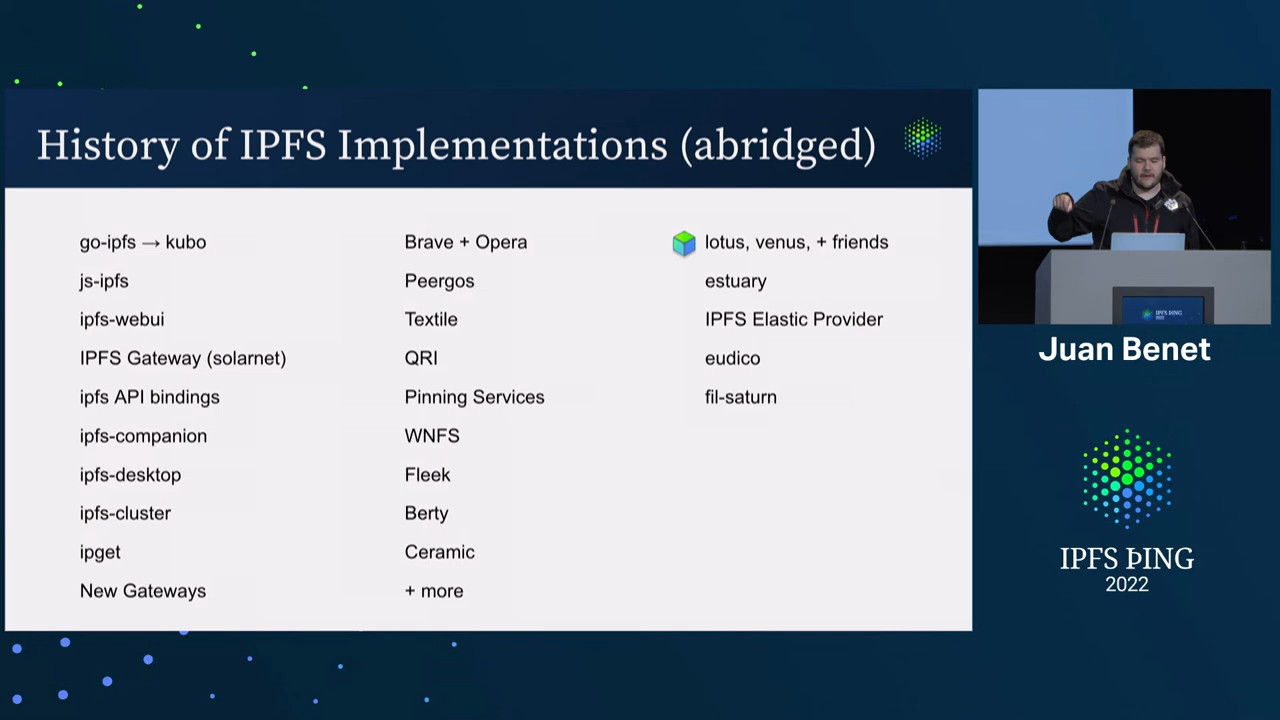 History of IPFS Implementations (abridged)
go-ipfs → kubo
js-ipfs
ipfs-webui
IPFS Gateway (solarnet)
ipfs API bindings
ipfs-companion
ipfs-desktop
ipfs-cluster
ipget
New Gateways
Brave + Opera
Peergos
Textile
QRI
Pinning Services
WNFS
Fleek
Berty
Ceramic
+ more
lotus, venus, + friends
estuary
IPFS Elastic Provider
eudico
fil-saturn
IPFS ÞING
Juan Benet
IPFS ÞING
2022